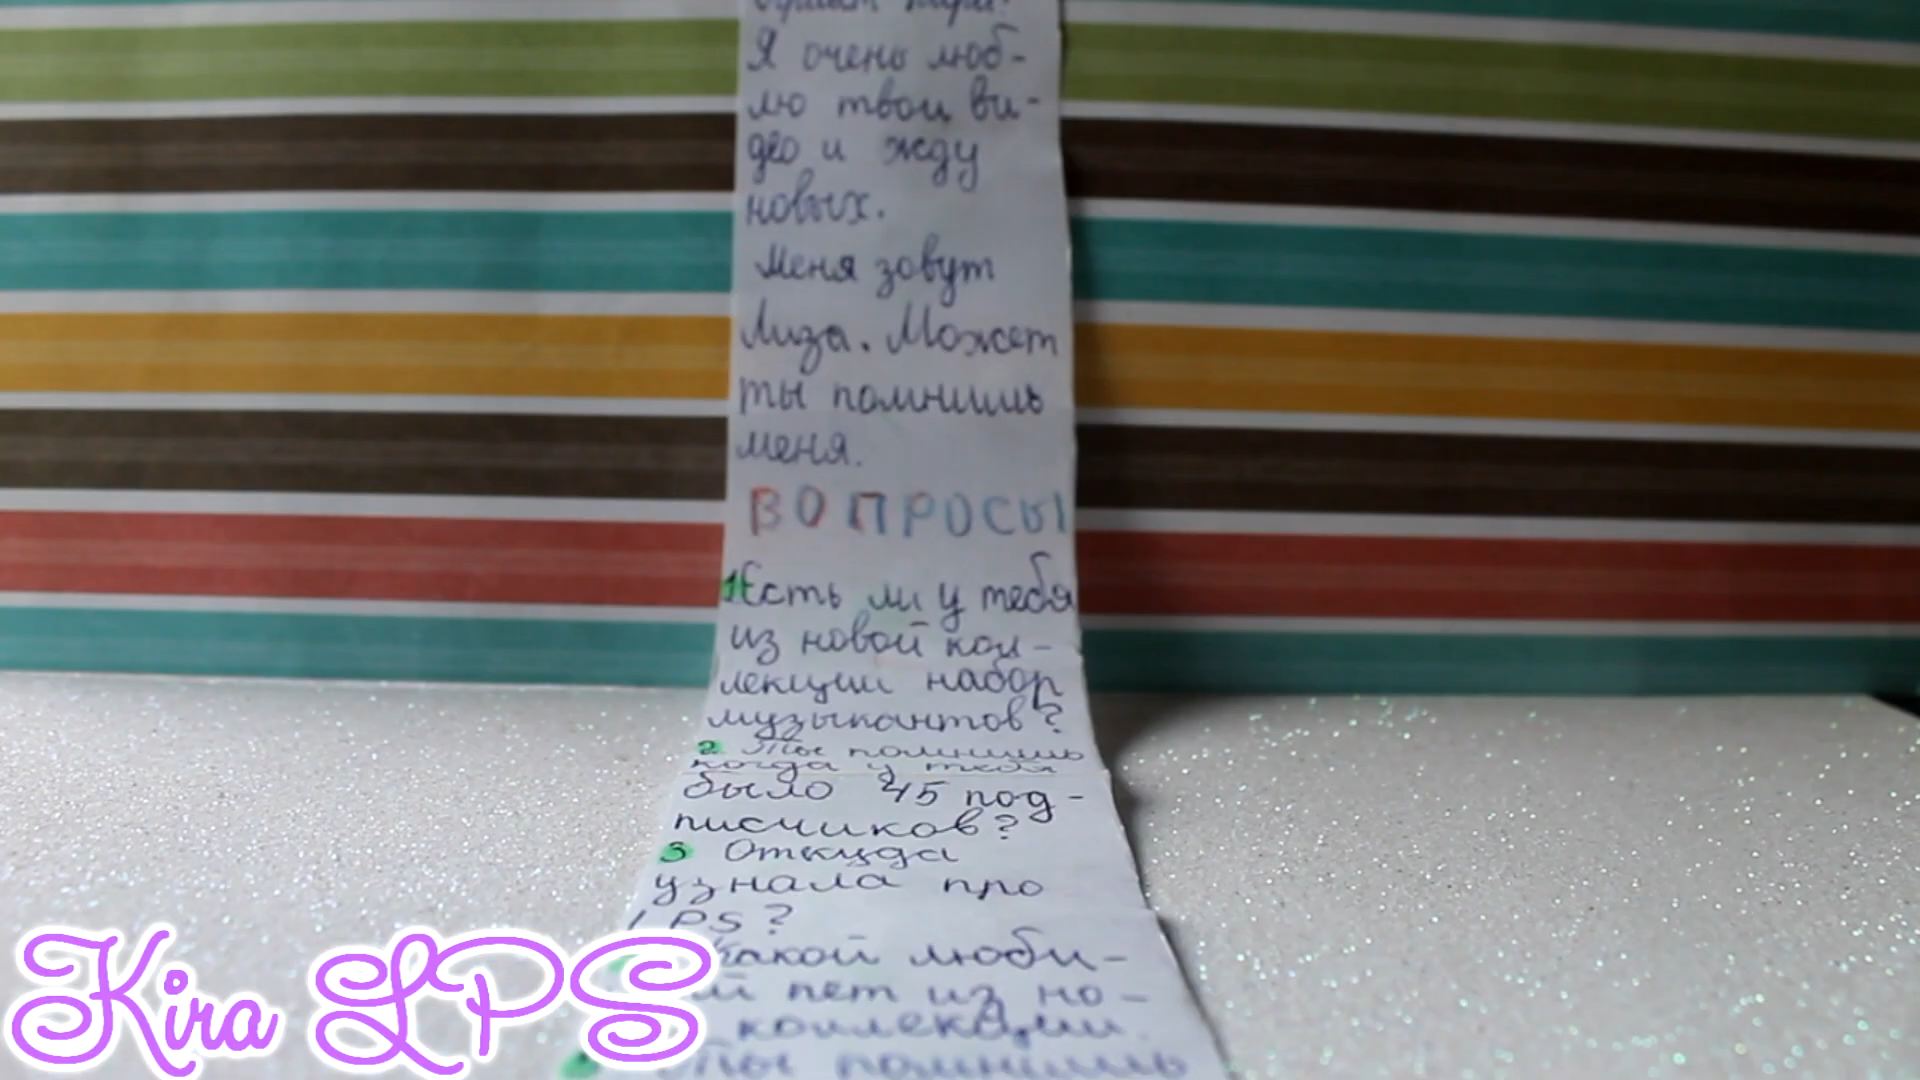 Я очень люб-
лю твои ви-
део и жду
новых.
Меня зовут
Лиза. Может
ты помнишь
меня.
ВОПРОСЫ
1 Есть ли у тебя
из новой кол-
лекции набор
музыкантов?
2 Ты помнишь
когда у тебя
было 45 под-
писчиков?
3 Откуда
узнала про
LPS?
какой люби-
й пет из но-
коллекции.
Ты помнишь
Kira LPS